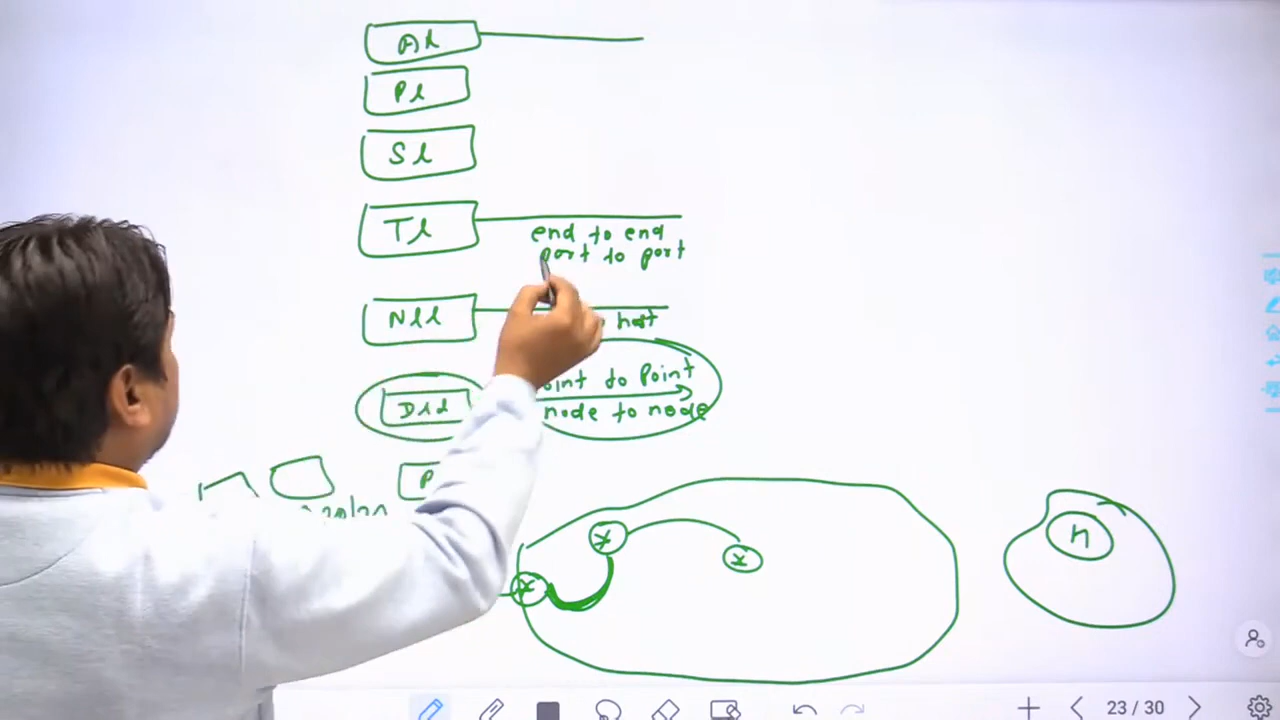 Al
Pl
Sl
Tl
end to end
port to port
Nll
host
Dld
oint to point
node to node
P
n
23 / 30